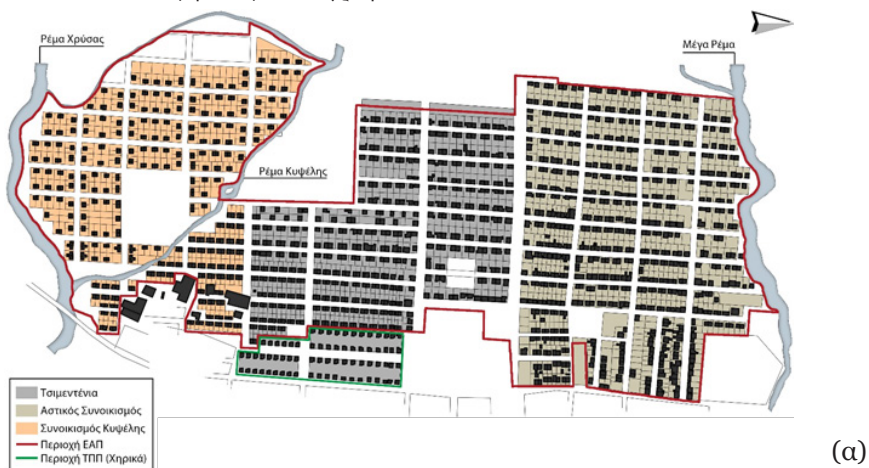 Ρέμα Χρύσας
Μέγα Ρέμα
Ρέμα Κυψέλης
Τσιμεντένια
Αστικός Συνοικισμός
Συνοικισμός Κυψέλης
Περιοχή ΕΑΠ
Περιοχή ΤΠΠ (Χηρικά)
(α)